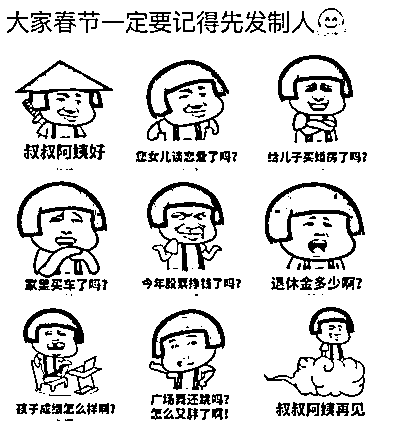 大家春节一定要记得先发制人
叔叔阿姨好
您女儿谈恋爱了吗?
给儿子买婚房了吗?
家里买车了吗?
今年股票挣钱了吗?
退休金多少啊?
孩子成绩怎么样啊?
广场舞还跳吗?
怎么又胖了啊!
叔叔阿姨再见